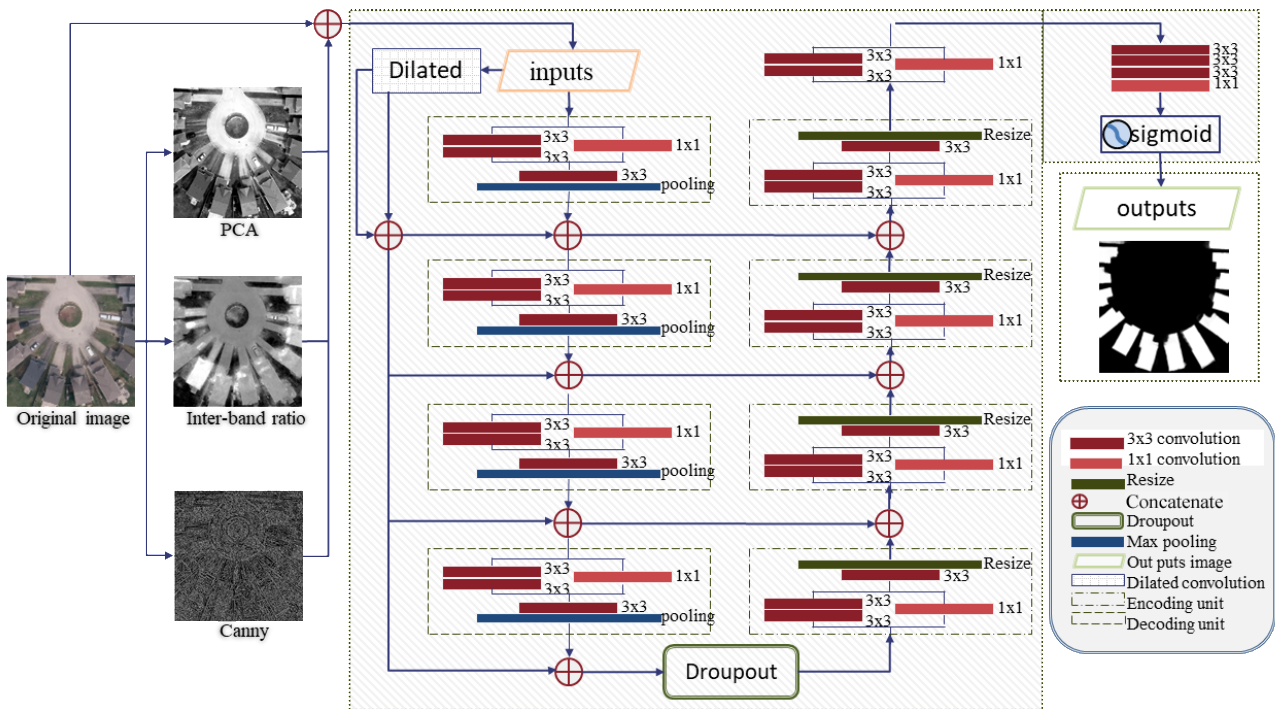 PCA
Original image
Inter-band ratio
Canny
Dilated
inputs
3x3
3x3
1x1
3x3
pooling
3x3
3x3
1x1
3x3
pooling
3x3
3x3
1x1
3x3
pooling
3x3
3x3
1x1
3x3
pooling
Droupout
3x3
3x3
1x1
Resize
3x3
3x3
3x3
1x1
Resize
3x3
3x3
3x3
1x1
Resize
3x3
3x3
3x3
1x1
Resize
3x3
3x3
3x3
1x1
3x3
3x3
3x3
1x1
sigmoid
outputs
3x3 convolution
1x1 convolution
Resize
Concatenate
Droupout
Max pooling
Out puts image
Dilated convolution
Encoding unit
Decoding unit